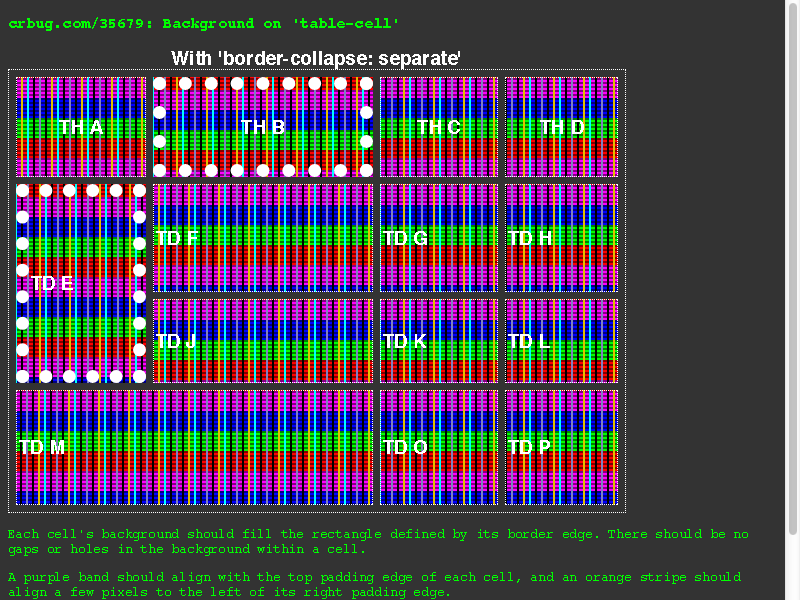 crbug.com/35679: Background on 'table-cell'
With 'border-collapse: separate'
TH A TH B TH C TH D
TD E
TD F TD G TD H
TD J TD K TD L
TD M TD O TD P
Each cell's background should fill the rectangle defined by its border edge. There should be no
gaps or holes in the background within a cell.
A purple band should align with the top padding edge of each cell, and an orange stripe should
align a few pixels to the left of its right padding edge.